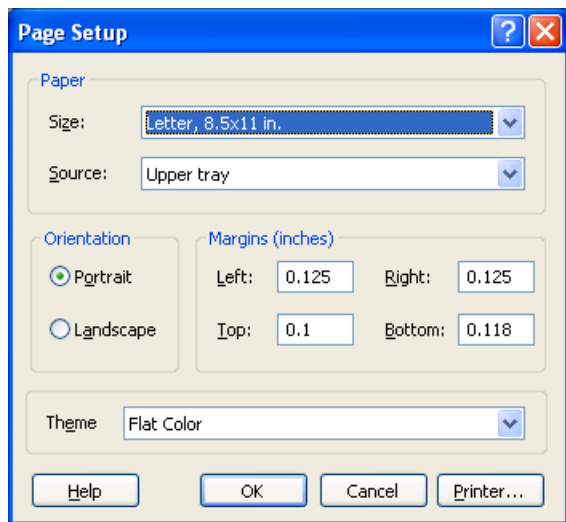 Page Setup
Paper
Size: Letter, 8.5x11 in.
Source: Upper tray
Orientation
Portrait
Landscape
Margins (inches)
Left: 0.125 Right: 0.125
Top: 0.1 Bottom: 0.118
Theme Flat Color
Help OK Cancel Printer...